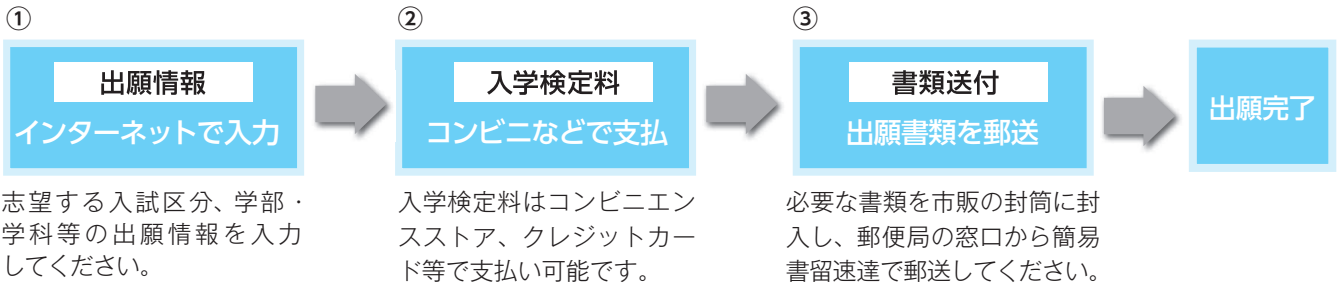 ①
出願情報
インターネットで入力
志望する入試区分、学部・
学科等の出願情報を入力
してください。
②
入学検定料
コンビニなどで支払
入学検定料はコンビニエン
スストア、クレジットカー
ド等で支払い可能です。
③
書類送付
出願書類を郵送
必要な書類を市販の封筒に封
入し、郵便局の窓口から簡易
書留速達で郵送してください。
出願完了